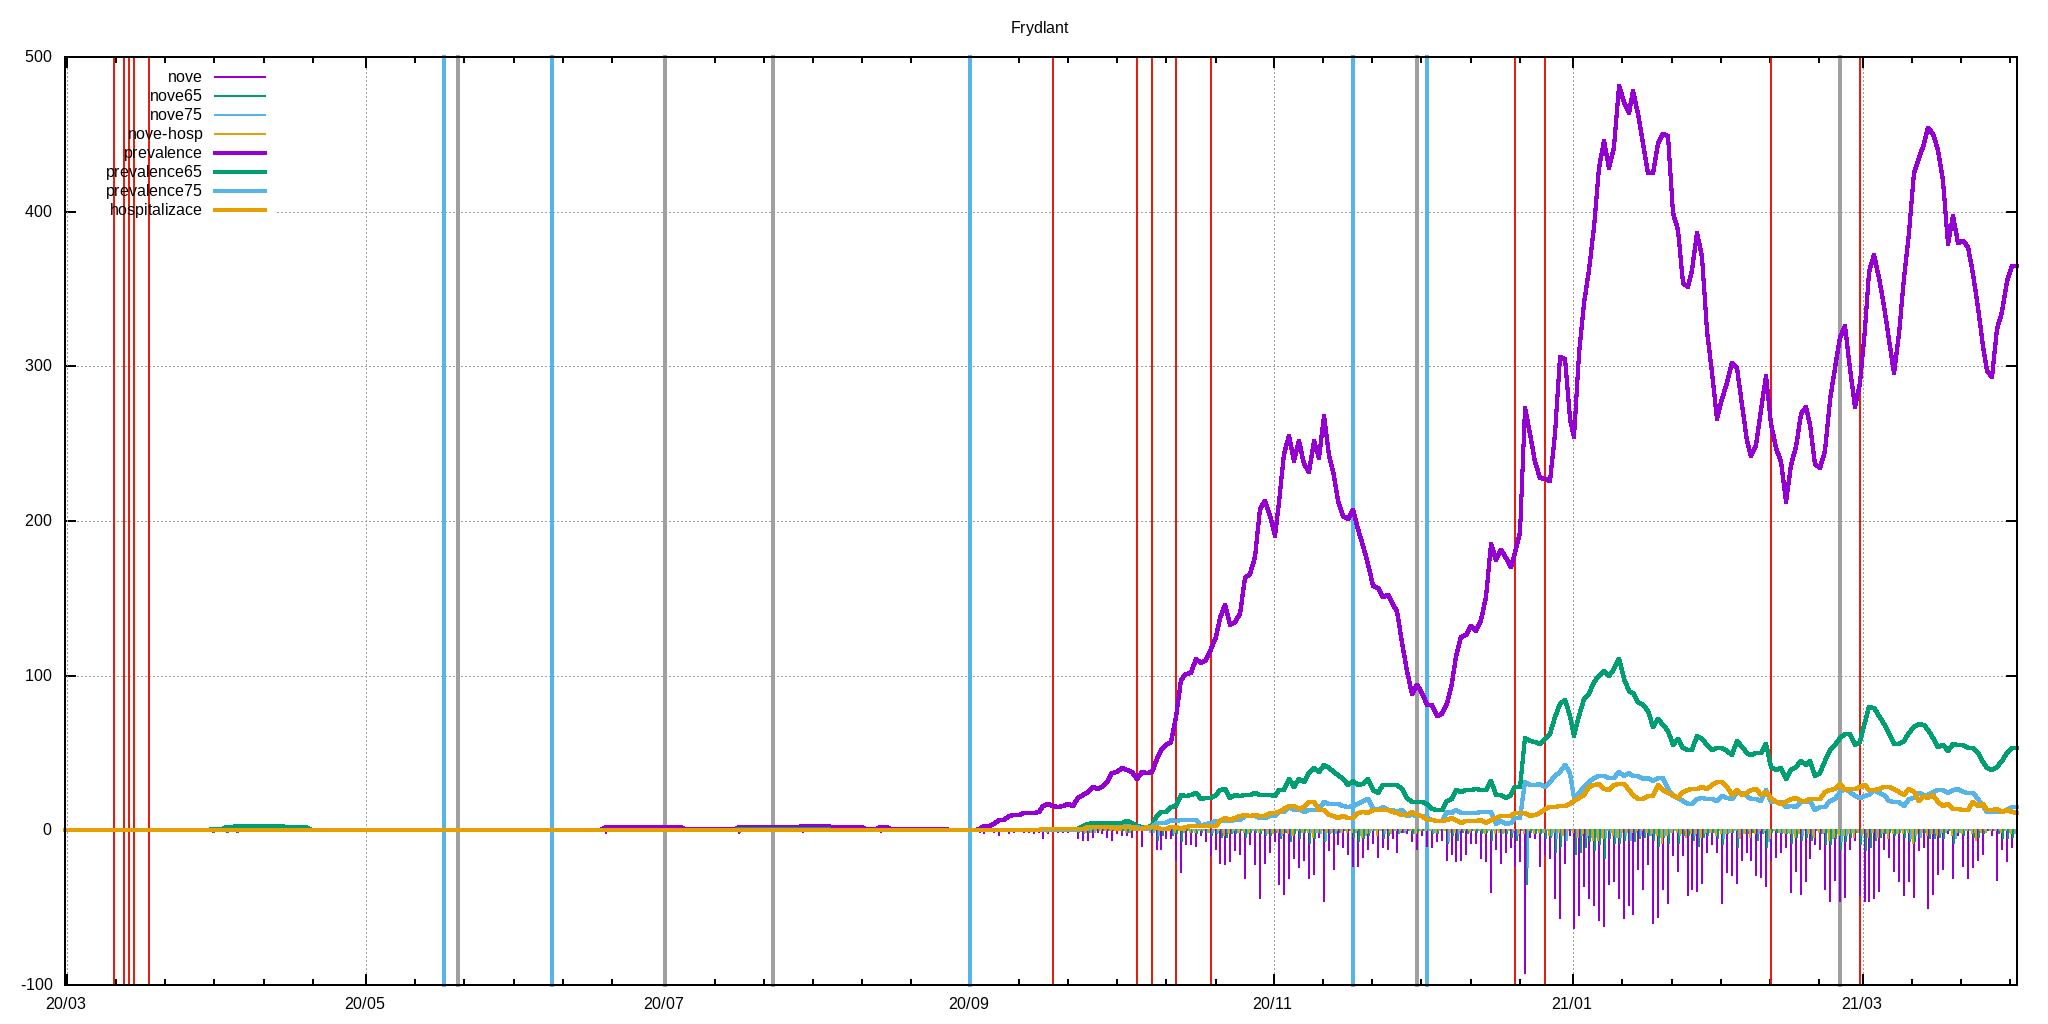 Frydlant
500
nove
nove65
nove75
nove-hosp
prevalence
prevalence65
prevalence75
hospitalizace
400
300
200
100
0
-100
20/03 20/05 20/07 20/09 20/11 21/01 21/03